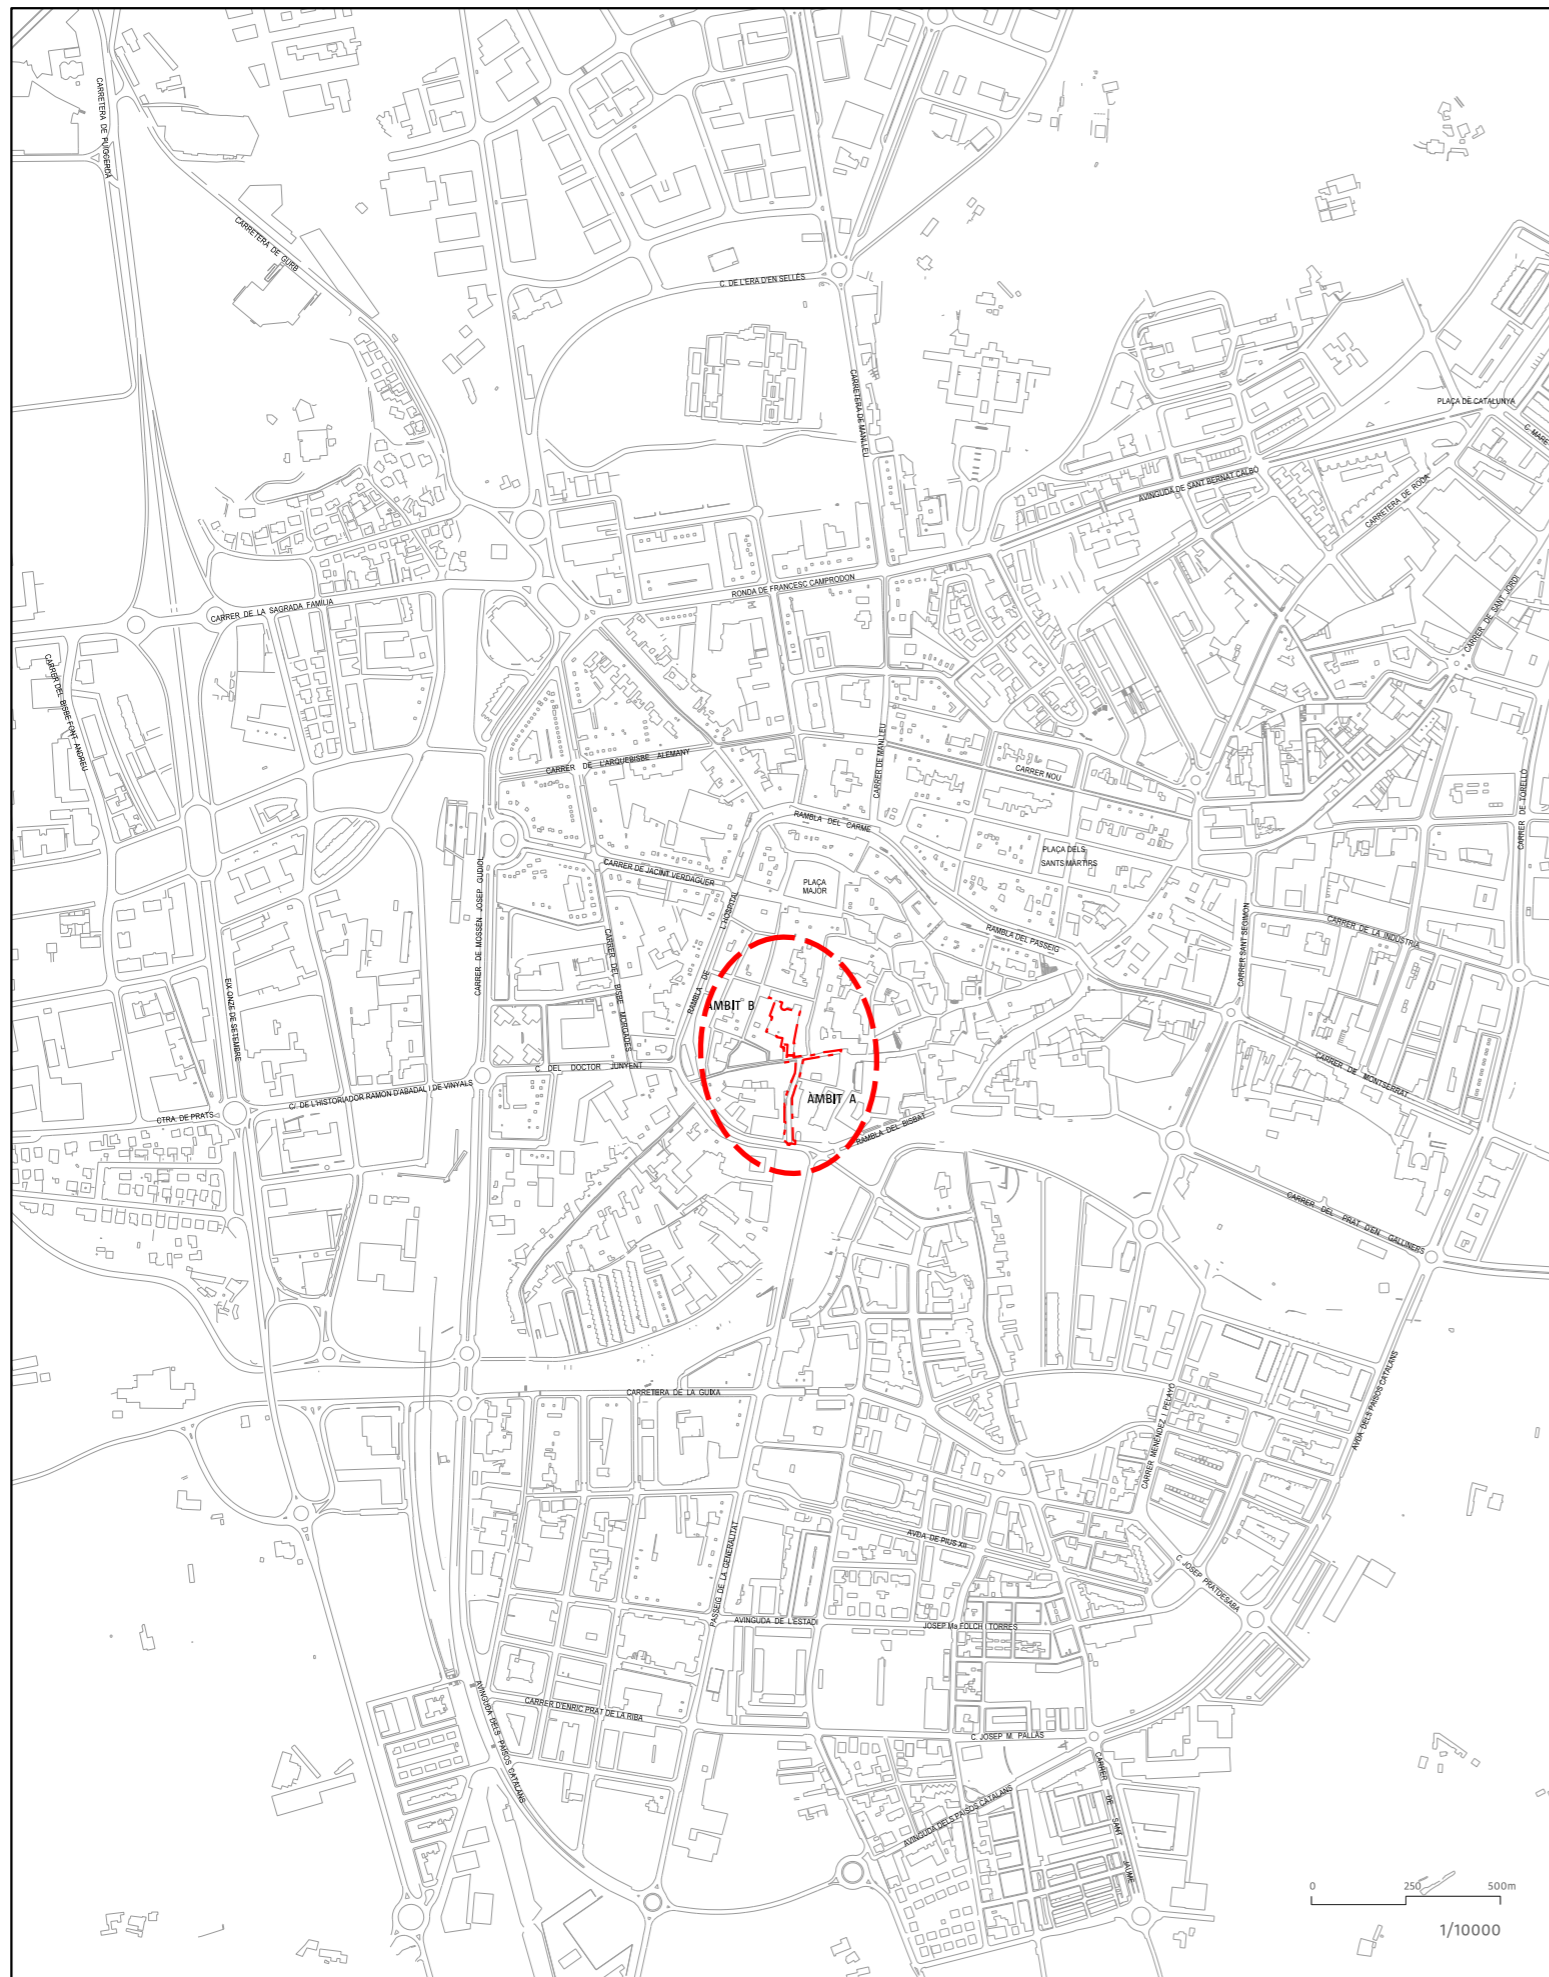 CARRETERA DE PUIGCERDÀ
CARRETERA DE GURB
C. DE L'ERA D'EN SELLÉS
CARRETERA DE MANLLEU
PLAÇA DE CATALUNYA
C. MARE
AVINGUDA DE SANT BERNAT CALBÓ
CARRETERA DE RODA
RONDA DE FRANCESC CAMPRODON
CARRER DE LA SAGRADA FAMÍLIA
CARRER DE SANT JORDI
CARRER DEL BISBE FONT ANDREU
CARRER DE L'ARQUEBISBE ALEMANY
CARRER DE MANLLEU
CARRER NOU
CARRER DE TORELLÓ
RAMBLA DEL CARME
PLAÇA DELS
SANTS MÀRTIRS
CARRER DE JACINT VERDAGUER
PLAÇA
MAJOR
CARRER DE MOSSÈN JOSEP GUDIOL
RAMBLA DE L'HOSPITAL
RAMBLA DEL PASSEIG
CARRER SANT SEGIMON
CARRER DE LA INDÚSTRIA
CARRER DEL BISBE MORGADES
EIX ONZE DE SETEMBRE
ÀMBIT B
CARRER DE MONTSERRAT
C. DEL DOCTOR JUNYENT
C/ DE L'HISTORIADOR RAMON D'ABADAL I DE VINYALS
CTRA. DE PRATS
ÀMBIT A
RAMBLA DEL BISBAT
CARRER DEL PRAT D'EN GALLINERS
AVDA DELS PAÏSOS CATALANS
CARRETERA DE LA GUIXA
CARRER MENÉNDEZ I PELAYO
AVDA. DE PIUS XII
PASSEIG DE LA GENERALITAT
C. JOSEP PRATDESABA
AVINGUDA DE L'ESTADI
JOSEP Ma FOLCH I TORRES
AVINGUDA DELS PAÏSOS CATALANS
CARRER D'ENRIC PRAT DE LA RIBA
C. JOSEP M. PALLÀS
CARRER DE SANT JAUME
AVINGUDA DELS PAÏSOS CATALANS
0 250 500m
1/10000